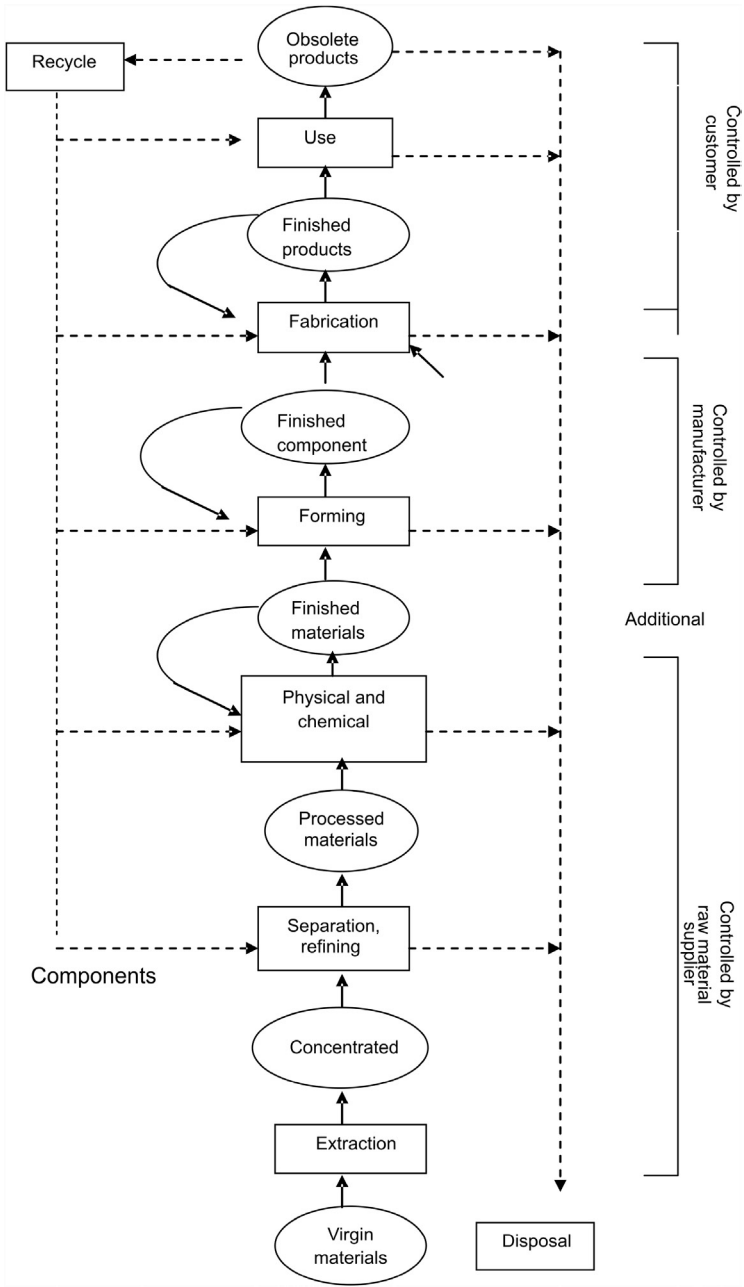 Obsolete
products
Recycle
Use
Controlled by
customer
Finished
products
Fabrication
Finished
component
Controlled by
manufacturer
Forming
Finished
materials
Additional
Physical and
chemical
Processed
materials
Separation,
refining
Controlled by
raw material
supplier
Components
Concentrated
Extraction
Virgin
materials
Disposal